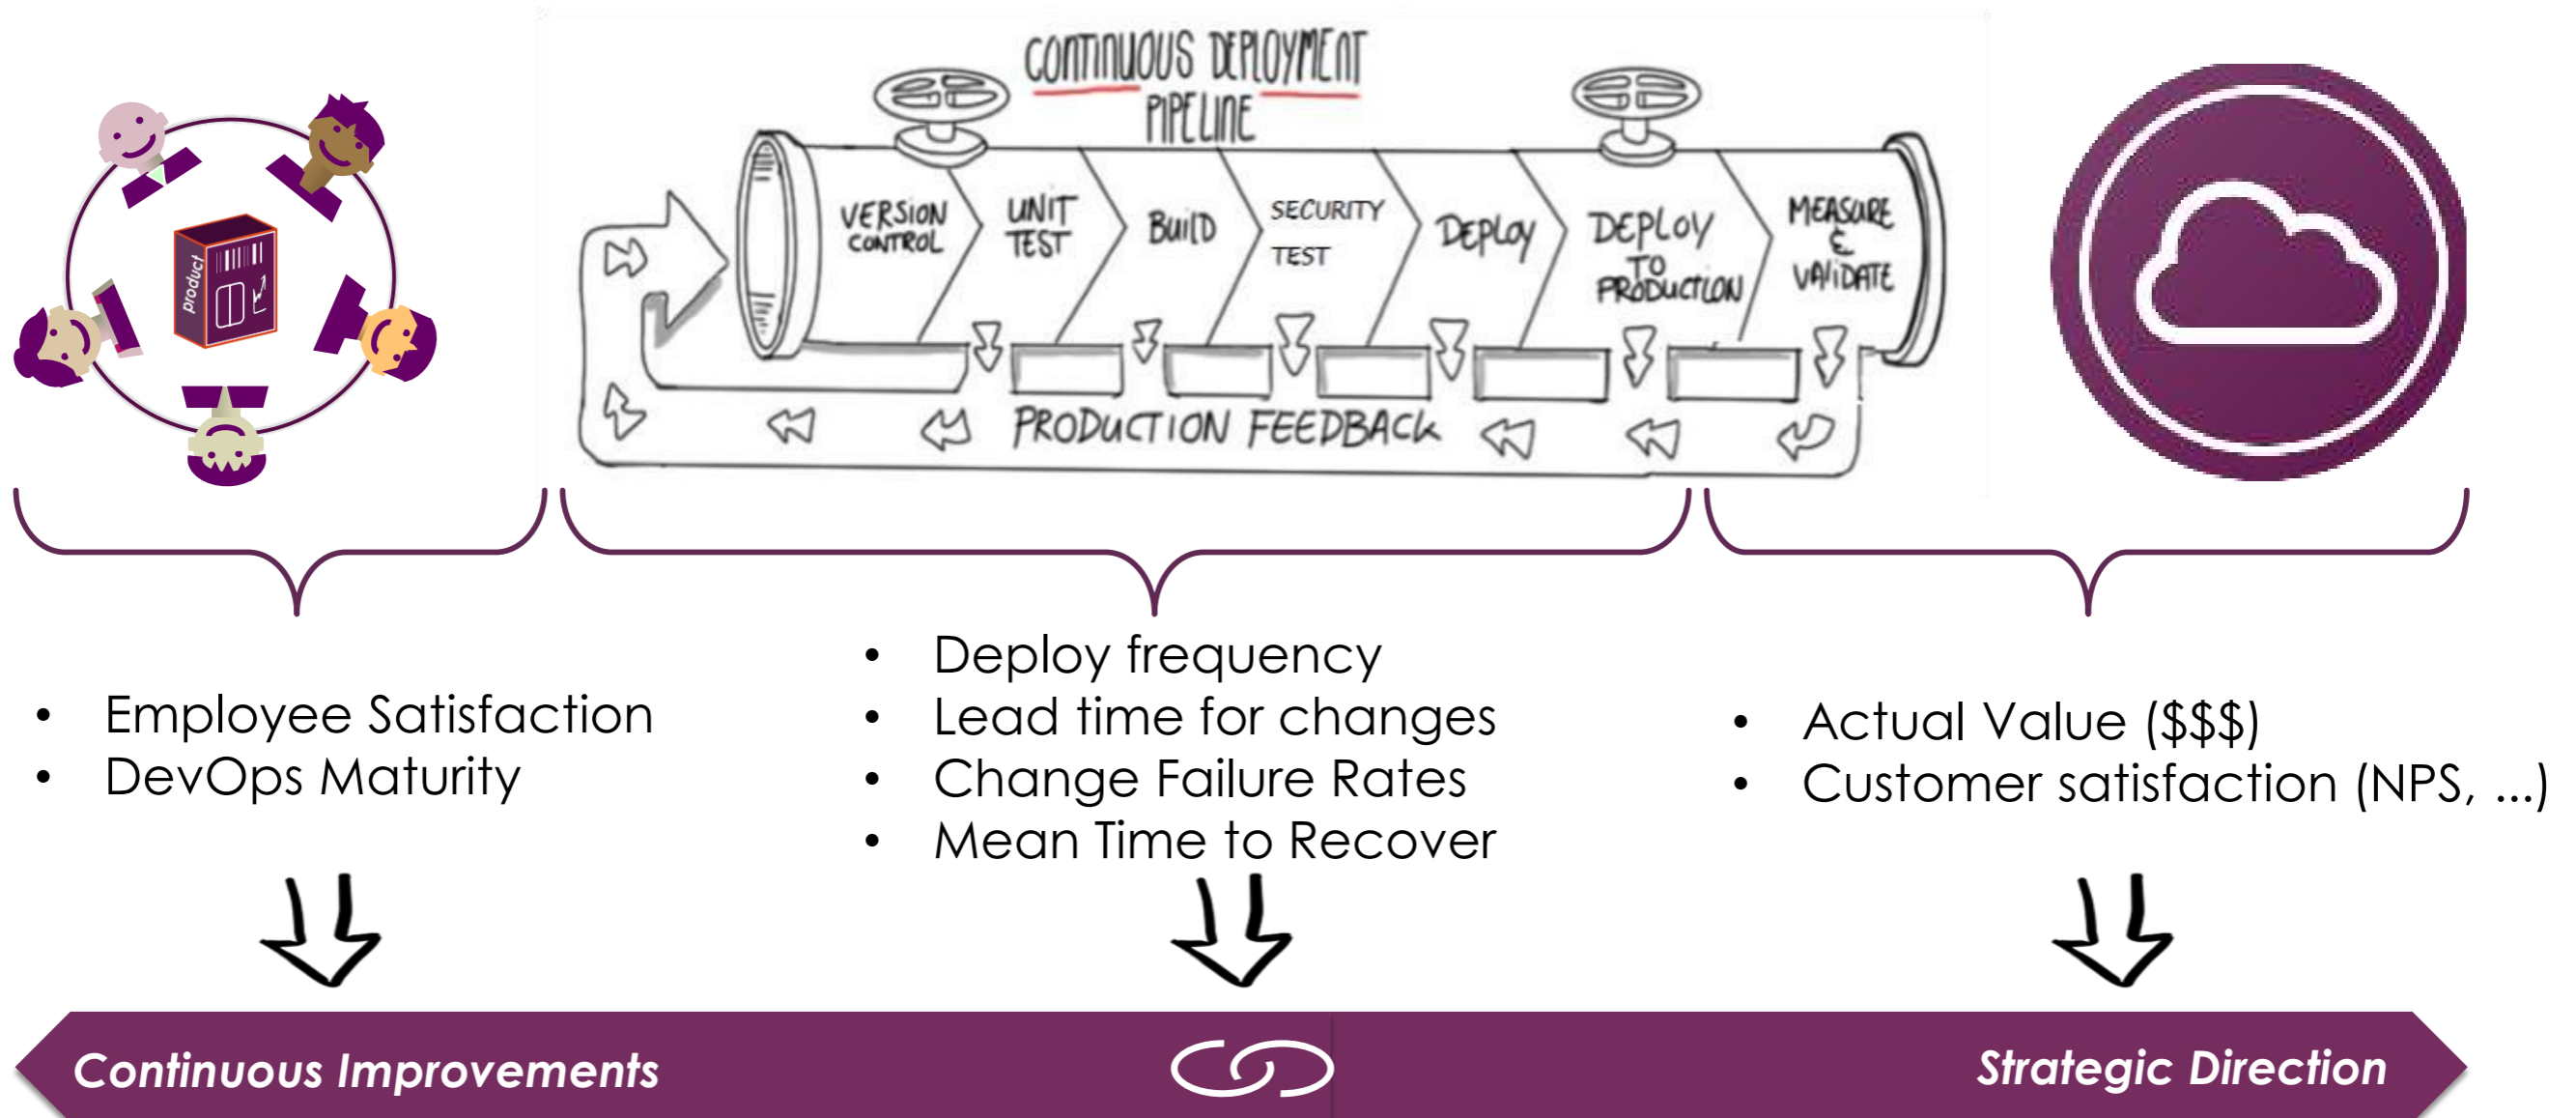 CONTINUOUS DEPLOYMENT
PIPELINE
product
VERSION
CONTROL
UNIT
TEST
BUILD
SECURITY
TEST
DEPLOY
DEPLOY
TO
PRODUCTION
MEASURE
&
VALIDATE
PRODUCTION FEEDBACK
• Employee Satisfaction
• DevOps Maturity
• Deploy frequency
• Lead time for changes
• Change Failure Rates
• Mean Time to Recover
• Actual Value ($$$)
• Customer satisfaction (NPS, ...)
Continuous Improvements
Strategic Direction